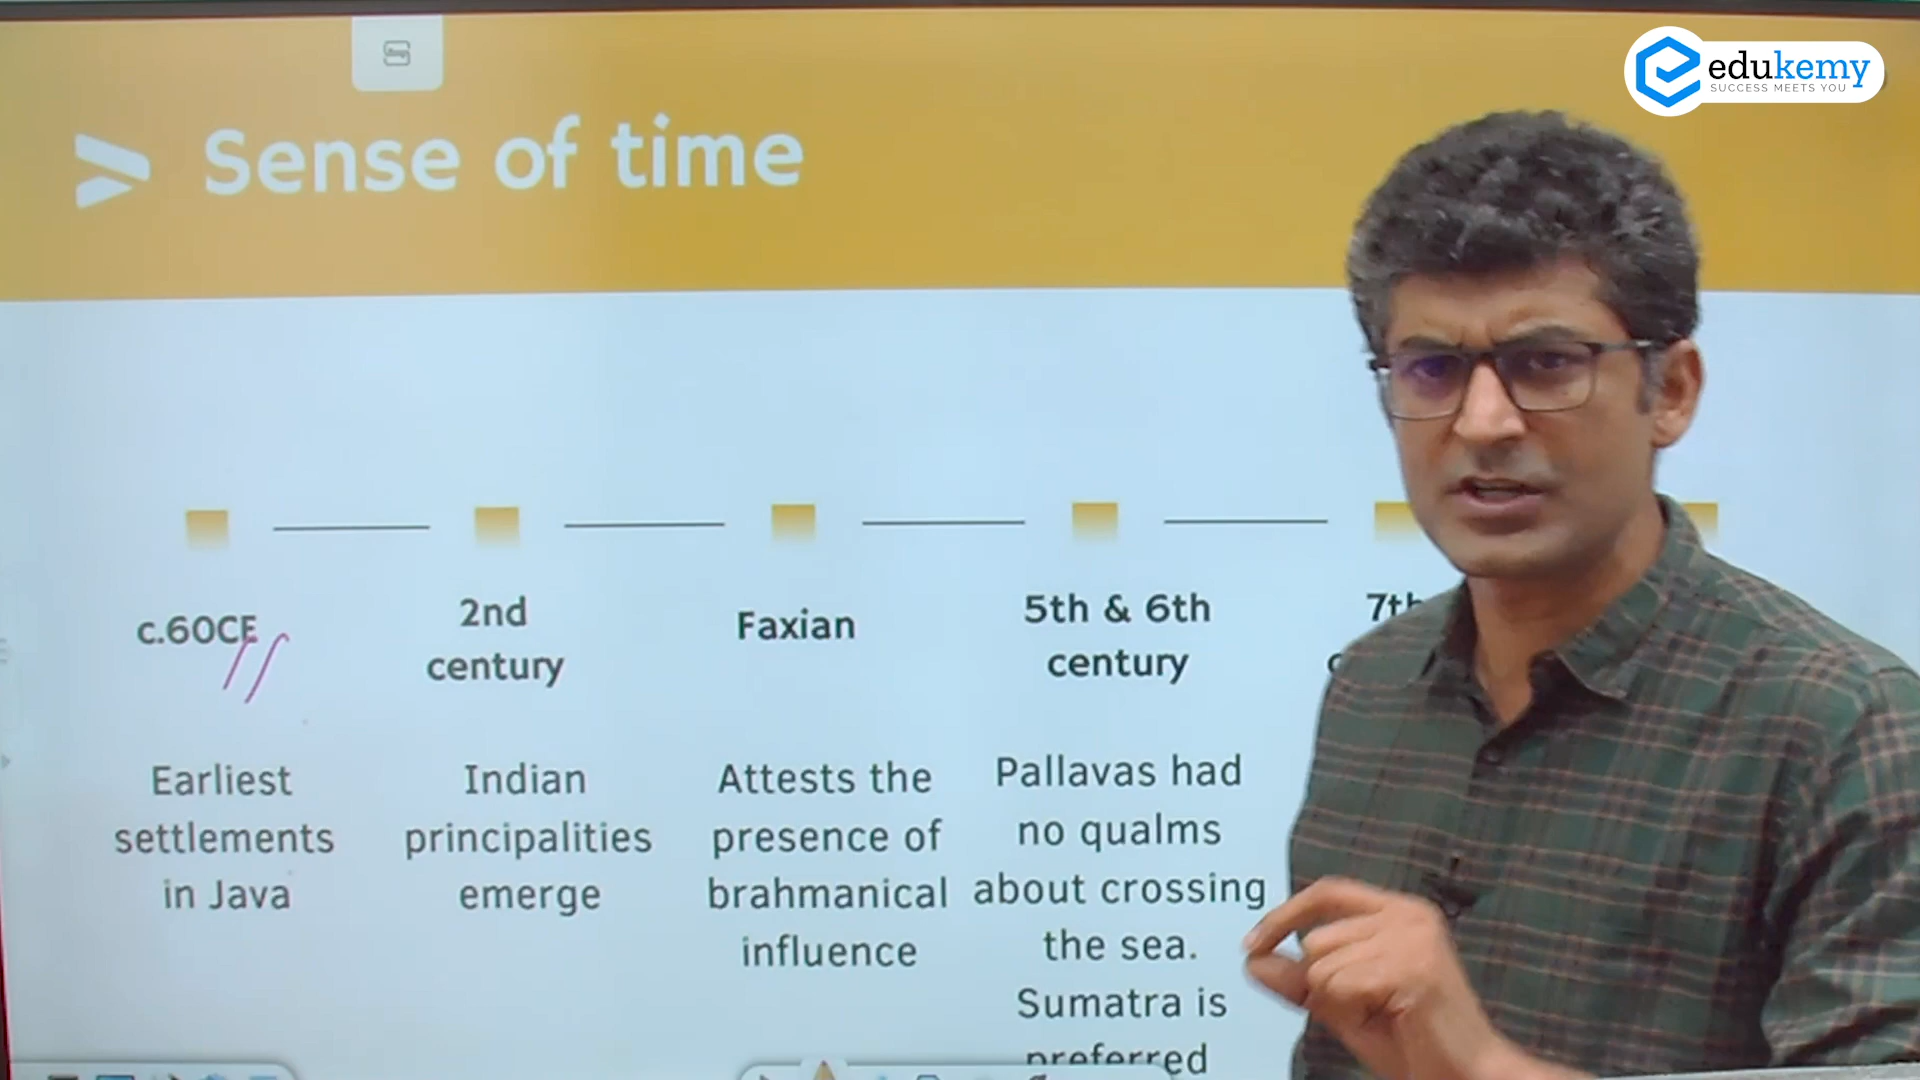 edukemy
SUCCESS MEETS YOU
Sense of time
c.60CE
Earliest
settlements
in Java
2nd
century
Indian
principalities
emerge
Faxian
Attests the
presence of
brahmanical
influence
5th & 6th
century
Pallavas had
no qualms
about crossing
the sea.
Sumatra is
preferred
7th